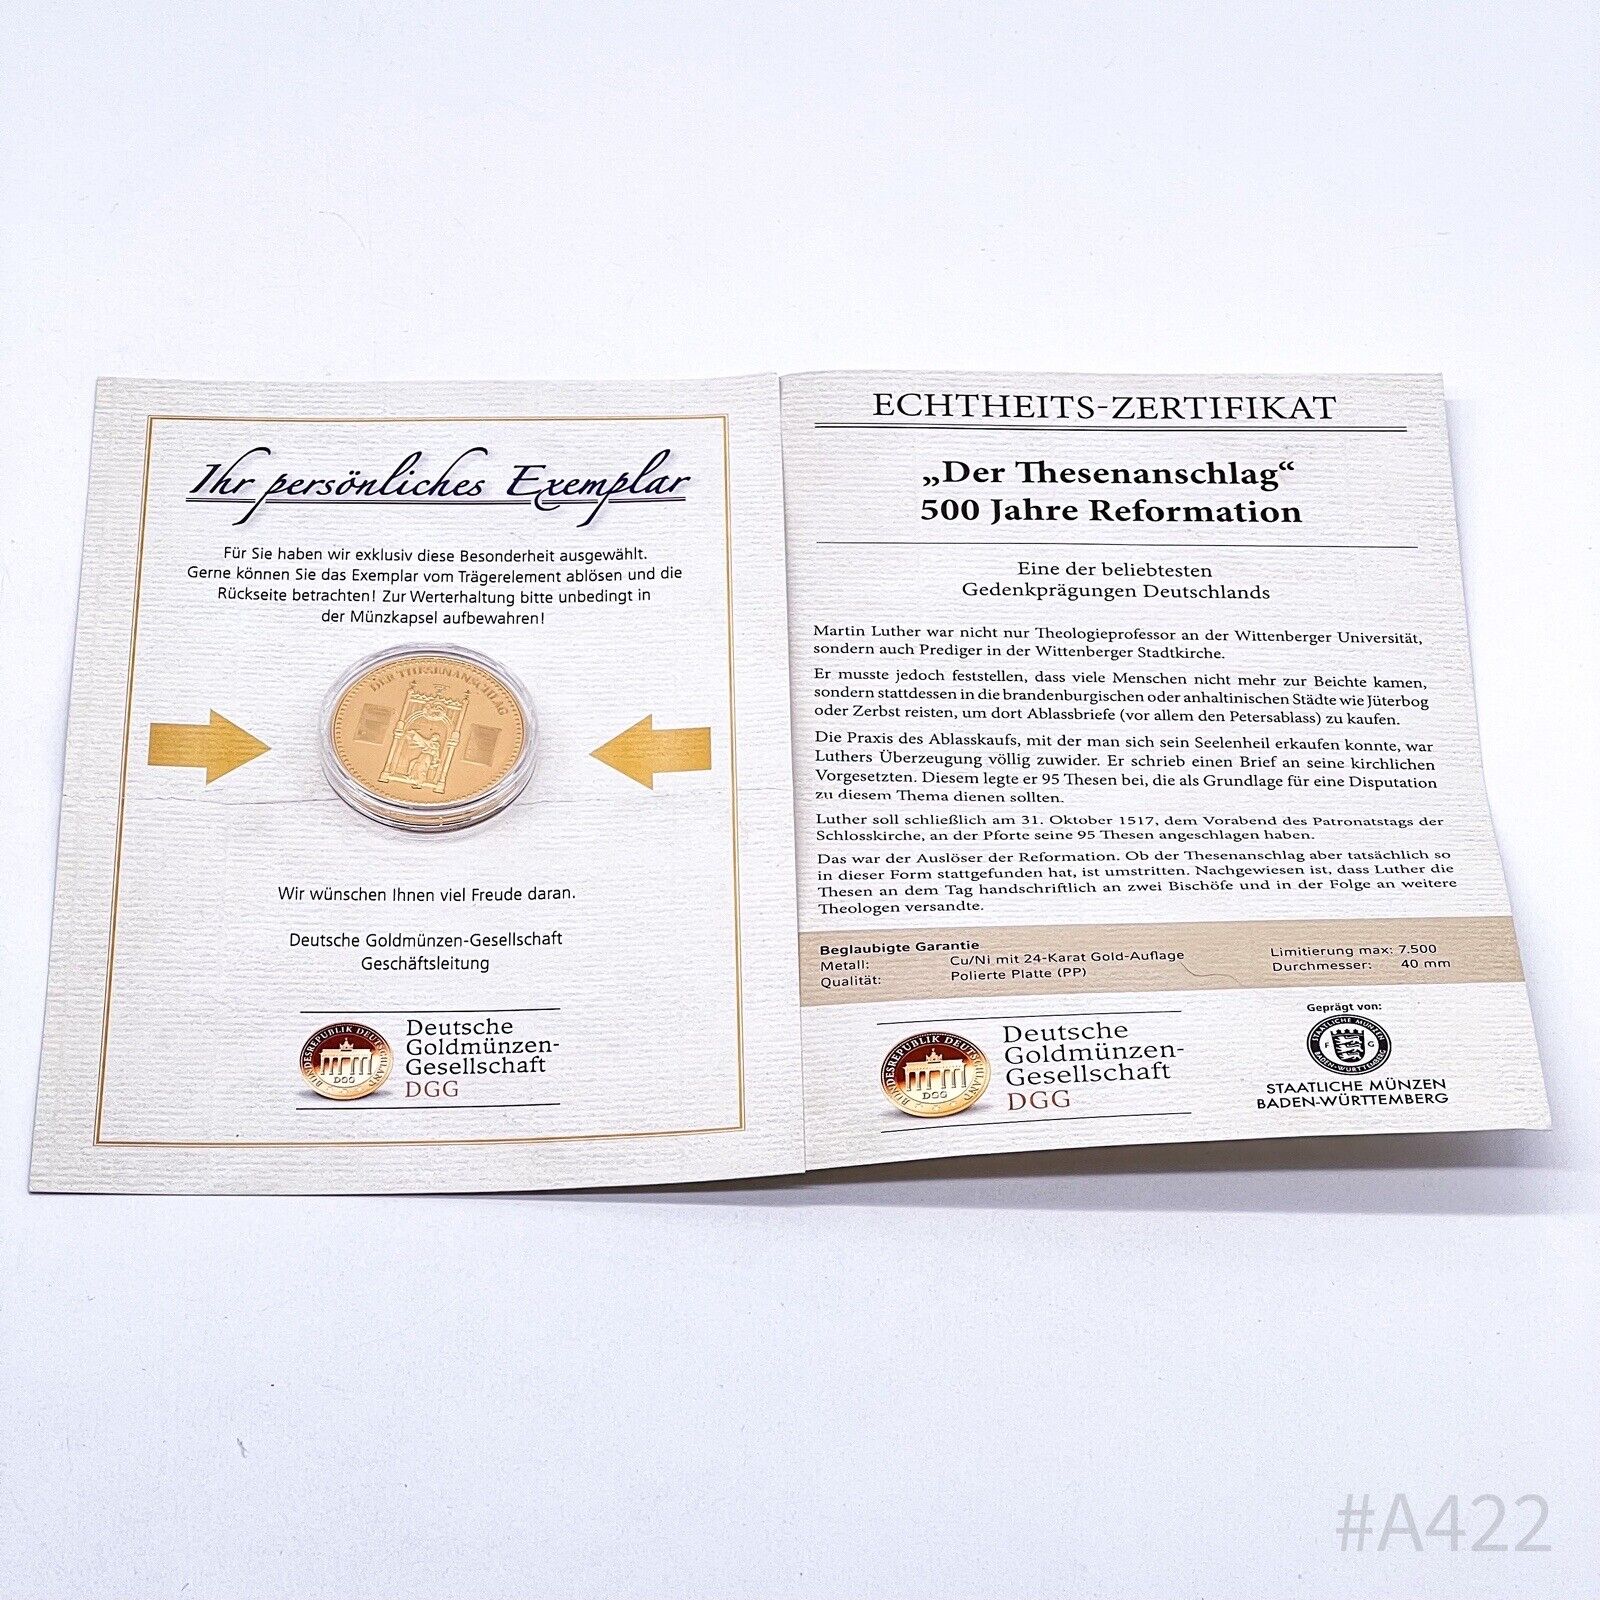 Ihr persönliches Exemplar
Für Sie haben wir exklusiv diese Besonderheit ausgewählt.
Gerne können Sie das Exemplar vom Trägerelement ablösen und die
Rückseite betrachten! Zur Werterhaltung bitte unbedingt in
der Münzkapsel aufbewahren!
DER THESENANSCHLAG
Wir wünschen Ihnen viel Freude daran.
Deutsche Goldmünzen-Gesellschaft
Geschäftsleitung
BUNDESREPUBLIK DEUTSCHLAND
DGG
Deutsche
Goldmünzen-
Gesellschaft
DGG
ECHTHEITS-ZERTIFIKAT
„Der Thesenanschlag“
500 Jahre Reformation
Eine der beliebtesten
Gedenkprägungen Deutschlands
Martin Luther war nicht nur Theologieprofessor an der Wittenberger Universität,
sondern auch Prediger in der Wittenberger Stadtkirche.
Er musste jedoch feststellen, dass viele Menschen nicht mehr zur Beichte kamen,
sondern stattdessen in die brandenburgischen oder anhaltinischen Städte wie Jüterbog
oder Zerbst reisten, um dort Ablassbriefe (vor allem den Petersablass) zu kaufen.
Die Praxis des Ablasskaufs, mit der man sich sein Seelenheil erkaufen konnte, war
Luthers Überzeugung völlig zuwider. Er schrieb einen Brief an seine kirchlichen
Vorgesetzten. Diesem legte er 95 Thesen bei, die als Grundlage für eine Disputation
zu diesem Thema dienen sollten.
Luther soll schließlich am 31. Oktober 1517, dem Vorabend des Patronatstags der
Schlosskirche, an der Pforte seine 95 Thesen angeschlagen haben.
Das war der Auslöser der Reformation. Ob der Thesenanschlag aber tatsächlich so
in dieser Form stattgefunden hat, ist umstritten. Nachgewiesen ist, dass Luther die
Thesen an dem Tag handschriftlich an zwei Bischöfe und in der Folge an weitere
Theologen versandte.
Beglaubigte Garantie
Metall: Cu/Ni mit 24-Karat Gold-Auflage
Qualität: Polierte Platte (PP)
Limitierung max: 7.500
Durchmesser: 40 mm
BUNDESREPUBLIK DEUTSCHLAND
DGG
Deutsche
Goldmünzen-
Gesellschaft
DGG
Geprägt von:
STAATLICHE MÜNZEN
F G
BADEN-WÜRTTEMBERG
STAATLICHE MÜNZEN
BADEN-WÜRTTEMBERG
#A422